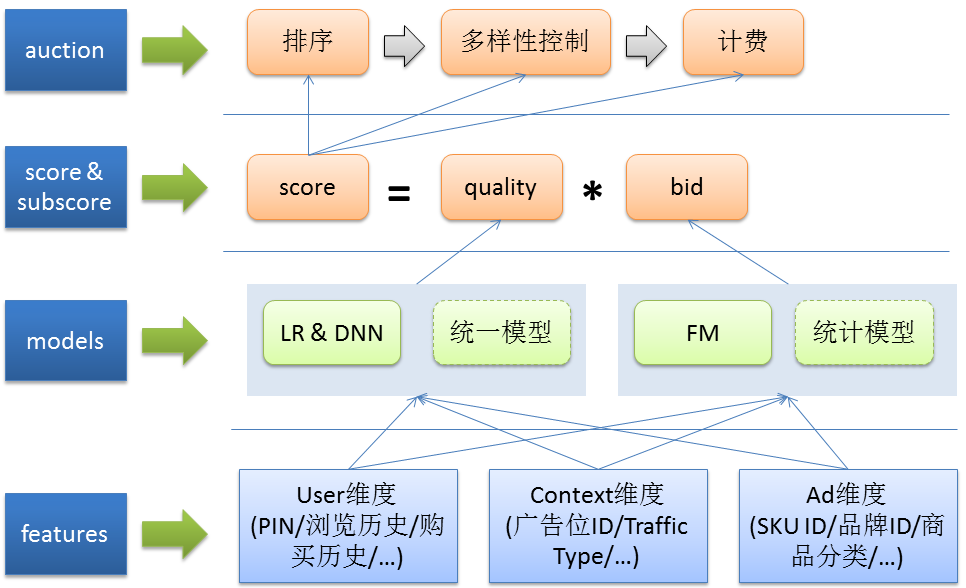 auction
排序
多样性控制
计费
score &
subscore
score
=
quality
*
bid
models
LR & DNN
统一模型
FM
统计模型
features
User维度
(PIN/浏览历史/购
买历史/...)
Context维度
(广告位ID/Traffic
Type/...)
Ad维度
(SKU ID/品牌ID/商
品分类/...)